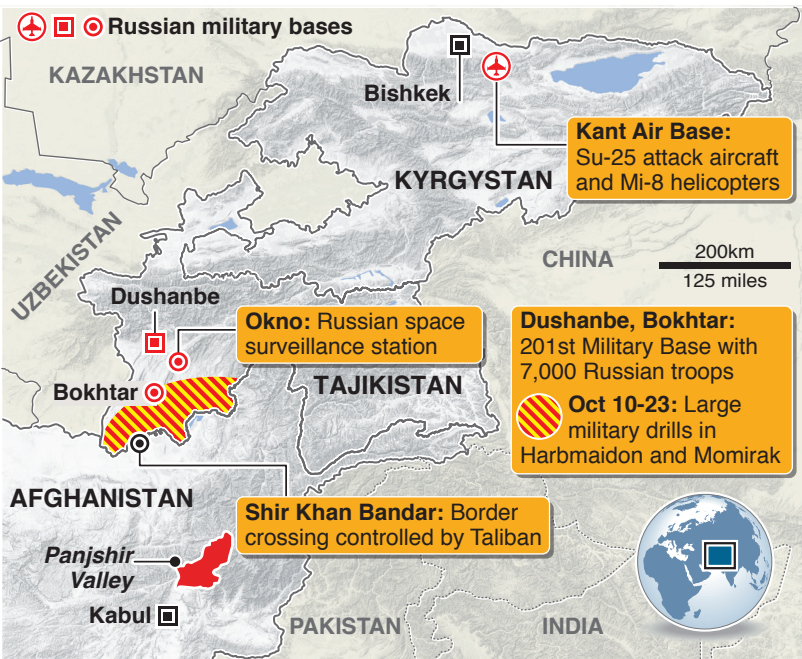 Russian military bases
KAZAKHSTAN
Bishkek
Kant Air Base:
Su-25 attack aircraft
and Mi-8 helicopters
KYRGYSTAN
UZBEKISTAN
CHINA
200km
125 miles
Dushanbe
Okno: Russian space
surveillance station
Dushanbe, Bokhtar:
201st Military Base with
7,000 Russian troops
Oct 10-23: Large
military drills in
Harbmaidon and Momirak
Bokhtar
TAJIKISTAN
AFGHANISTAN
Shir Khan Bandar: Border
crossing controlled by Taliban
Panjshir
Valley
Kabul
PAKISTAN
INDIA